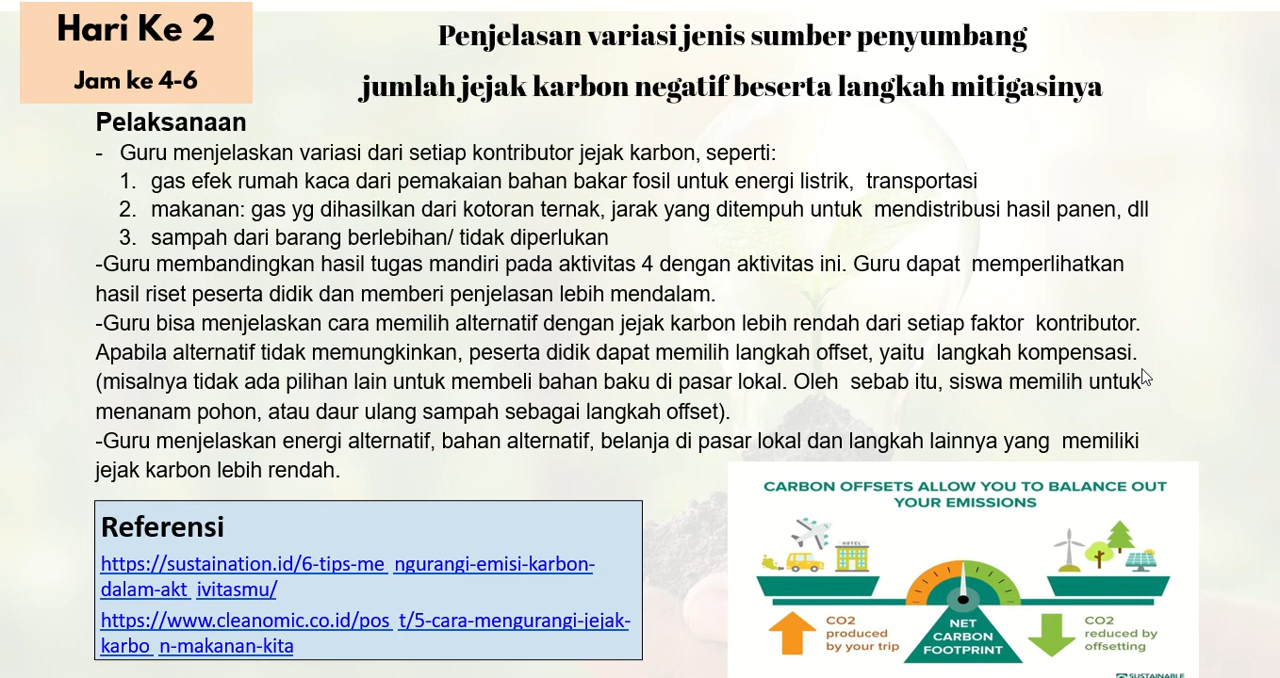 Hari Ke 2
Jam ke 4-6
Penjelasan variasi jenis sumber penyumbang
jumlah jejak karbon negatif beserta langkah mitigasinya
Pelaksanaan
- Guru menjelaskan variasi dari setiap kontributor jejak karbon, seperti:
1. gas efek rumah kaca dari pemakaian bahan bakar fosil untuk energi listrik, transportasi
2. makanan: gas yg dihasilkan dari kotoran ternak, jarak yang ditempuh untuk mendistribusi hasil panen, dll
3. sampah dari barang berlebihan/ tidak diperlukan
-Guru membandingkan hasil tugas mandiri pada aktivitas 4 dengan aktivitas ini. Guru dapat memperlihatkan
hasil riset peserta didik dan memberi penjelasan lebih mendalam.
-Guru bisa menjelaskan cara memilih alternatif dengan jejak karbon lebih rendah dari setiap faktor kontributor.
Apabila alternatif tidak memungkinkan, peserta didik dapat memilih langkah offset, yaitu langkah kompensasi.
(misalnya tidak ada pilihan lain untuk membeli bahan baku di pasar lokal. Oleh sebab itu, siswa memilih untuk
menanam pohon, atau daur ulang sampah sebagai langkah offset).
-Guru menjelaskan energi alternatif, bahan alternatif, belanja di pasar lokal dan langkah lainnya yang memiliki
jejak karbon lebih rendah.
Referensi
https://sustaination.id/6-tips-me ngurangi-emisi-karbon-
dalam-akt ivitasmu/
https://www.cleanomic.co.id/pos t/5-cara-mengurangi-jejak-
karbo n-makanan-kita
CARBON OFFSETS ALLOW YOU TO BALANCE OUT
YOUR EMISSIONS
HOTEL
CO2
produced
by your trip
NET
CARBON
FOOTPRINT
CO2
reduced by
offsetting
SUSTAINABLE